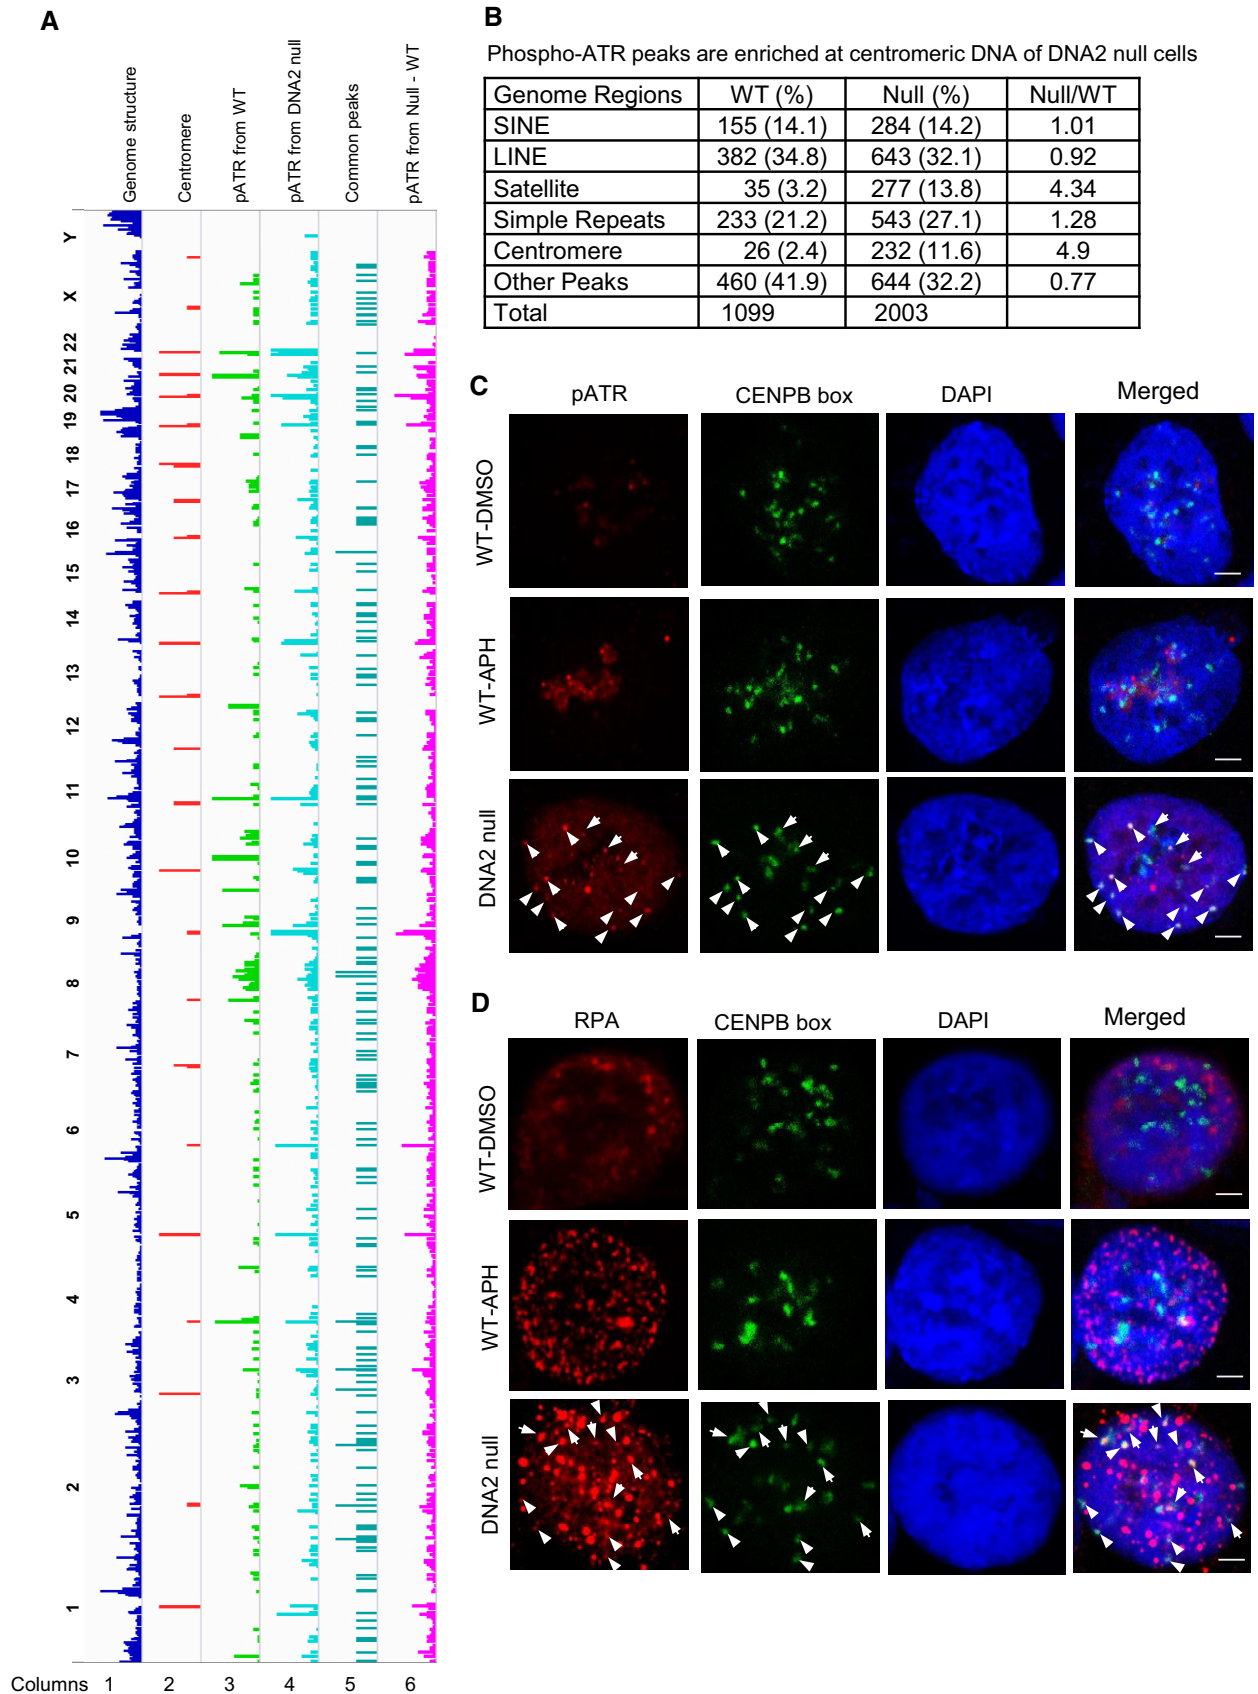 A
Genome structure
Centromere
pATR from WT
pATR from DNA2 null
Common peaks
pATR from Null - WT
Y
X
22
21
20
19
18
17
16
15
14
13
12
11
10
9
8
7
6
5
4
3
2
1
Columns 1 2 3 4 5 6
B
Phospho-ATR peaks are enriched at centromeric DNA of DNA2 null cells
Genome Regions WT (%) Null (%) Null/WT
SINE 155 (14.1) 284 (14.2) 1.01
LINE 382 (34.8) 643 (32.1) 0.92
Satellite 35 (3.2) 277 (13.8) 4.34
Simple Repeats 233 (21.2) 543 (27.1) 1.28
Centromere 26 (2.4) 232 (11.6) 4.9
Other Peaks 460 (41.9) 644 (32.2) 0.77
Total 1099 2003
C
pATR CENPB box DAPI Merged
WT-DMSO
WT-APH
DNA2 null
D
RPA CENPB box DAPI Merged
WT-DMSO
WT-APH
DNA2 null